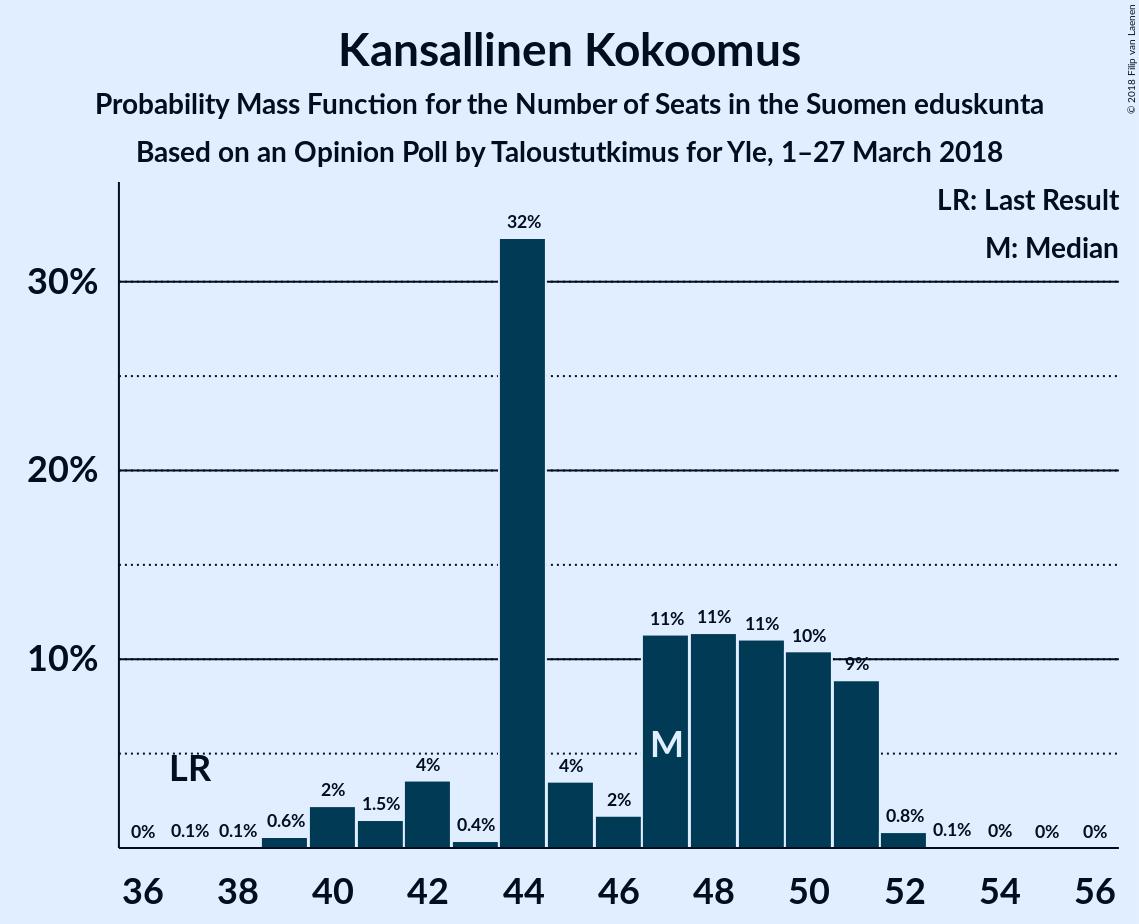 Kansallinen Kokoomus
Probability Mass Function for the Number of Seats in the Suomen eduskunta
Based on an Opinion Poll by Taloustutkimus for Yle, 1–27 March 2018
© 2018 Filip van Laenen
LR: Last Result
M: Median
30%
20%
10%
0%
0.1%
0.1%
0.6%
2%
1.5%
4%
0.4%
32%
4%
2%
11%
11%
11%
10%
9%
0.8%
0.1%
0%
0%
0%
LR
M
36 38 40 42 44 46 48 50 52 54 56